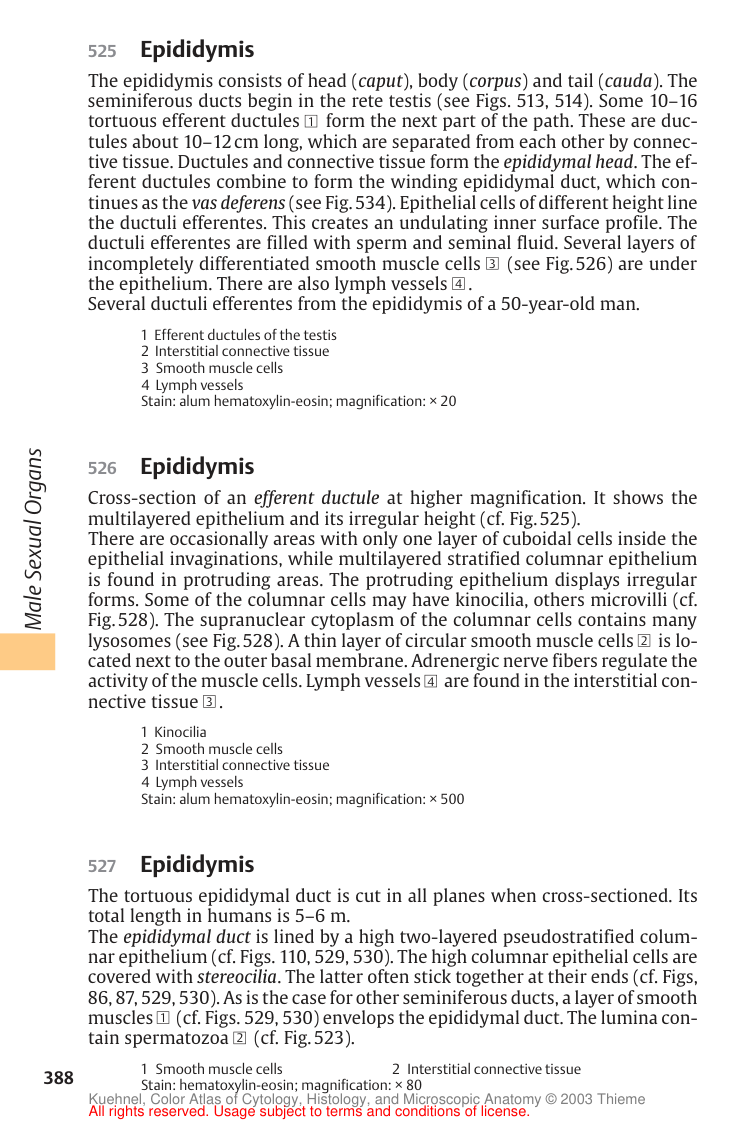 525 Epididymis
The epididymis consists of head (caput), body (corpus) and tail (cauda). The
seminiferous ducts begin in the rete testis (see Figs. 513, 514). Some 10–16
tortuous efferent ductules 1 form the next part of the path. These are duc-
tules about 10–12 cm long, which are separated from each other by connec-
tive tissue. Ductules and connective tissue form the epididymal head. The ef-
ferent ductules combine to form the winding epididymal duct, which con-
tinues as the vas deferens (see Fig. 534). Epithelial cells of different height line
the ductuli efferentes. This creates an undulating inner surface profile. The
ductuli efferentes are filled with sperm and seminal fluid. Several layers of
incompletely differentiated smooth muscle cells 3 (see Fig. 526) are under
the epithelium. There are also lymph vessels 4.
Several ductuli efferentes from the epididymis of a 50-year-old man.
1 Efferent ductules of the testis
2 Interstitial connective tissue
3 Smooth muscle cells
4 Lymph vessels
Stain: alum hematoxylin-eosin; magnification: × 20
526 Epididymis
Cross-section of an efferent ductule at higher magnification. It shows the
multilayered epithelium and its irregular height (cf. Fig. 525).
There are occasionally areas with only one layer of cuboidal cells inside the
epithelial invaginations, while multilayered stratified columnar epithelium
is found in protruding areas. The protruding epithelium displays irregular
forms. Some of the columnar cells may have kinocilia, others microvilli (cf.
Fig. 528). The supranuclear cytoplasm of the columnar cells contains many
lysosomes (see Fig. 528). A thin layer of circular smooth muscle cells 2 is lo-
cated next to the outer basal membrane. Adrenergic nerve fibers regulate the
activity of the muscle cells. Lymph vessels 4 are found in the interstitial con-
nective tissue 3.
1 Kinocilia
2 Smooth muscle cells
3 Interstitial connective tissue
4 Lymph vessels
Stain: alum hematoxylin-eosin; magnification: × 500
527 Epididymis
The tortuous epididymal duct is cut in all planes when cross-sectioned. Its
total length in humans is 5–6 m.
The epididymal duct is lined by a high two-layered pseudostratified colum-
nar epithelium (cf. Figs. 110, 529, 530). The high columnar epithelial cells are
covered with stereocilia. The latter often stick together at their ends (cf. Figs,
86, 87, 529, 530). As is the case for other seminiferous ducts, a layer of smooth
muscles 1 (cf. Figs. 529, 530) envelops the epididymal duct. The lumina con-
tain spermatozoa 2 (cf. Fig. 523).
1 Smooth muscle cells 2 Interstitial connective tissue
Stain: hematoxylin-eosin; magnification: × 80
Male Sexual Organs
388
Kuehnel, Color Atlas of Cytology, Histology, and Microscopic Anatomy © 2003 Thieme
All rights reserved. Usage subject to terms and conditions of license.